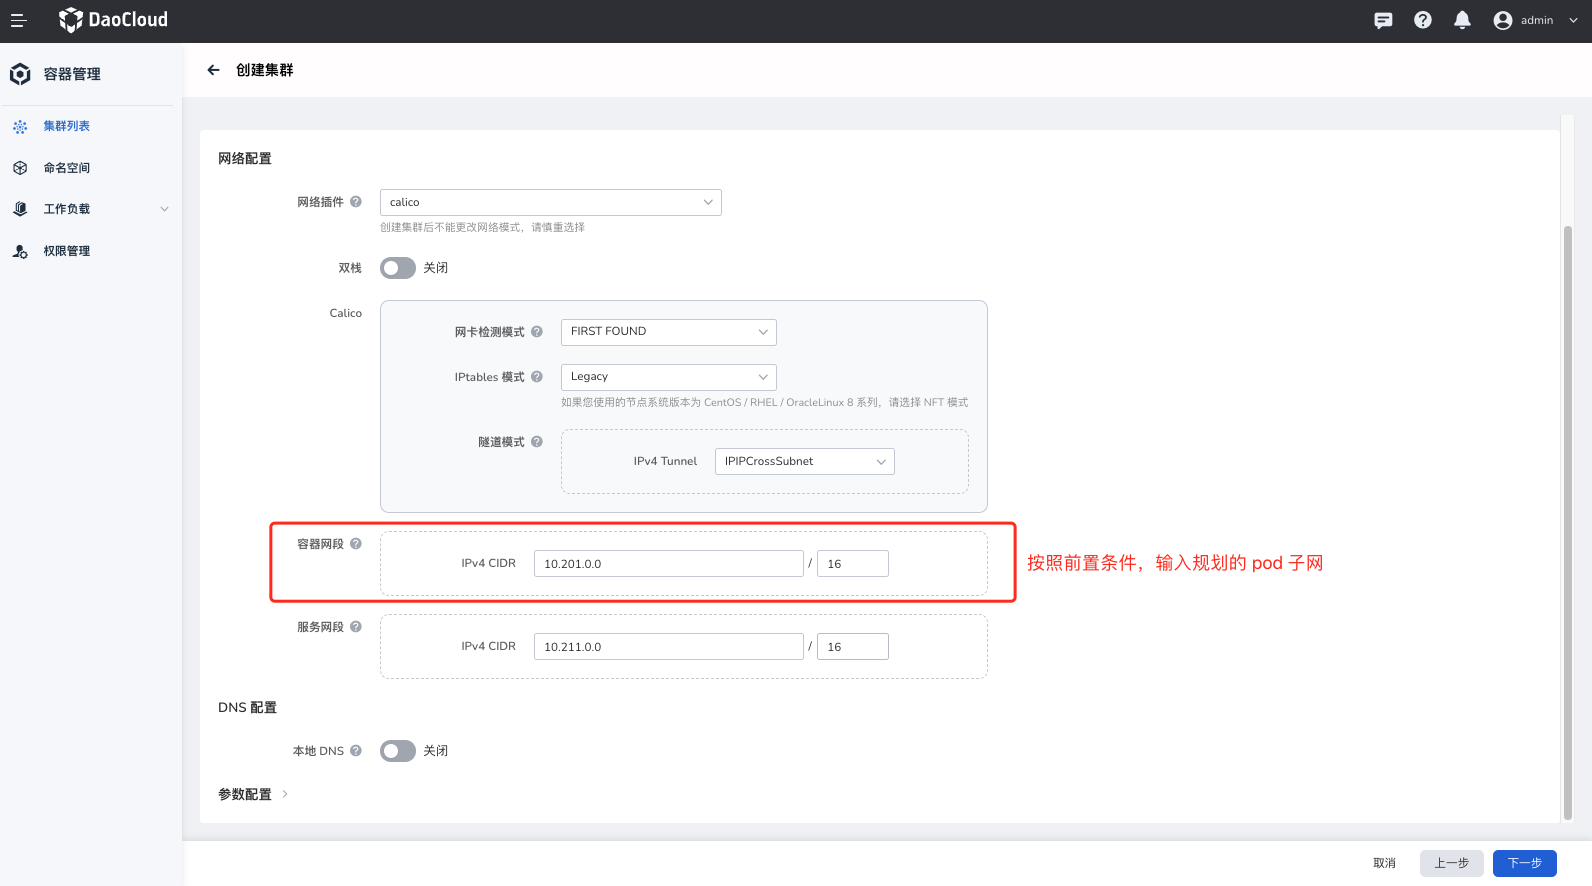 DaoCloud
admin
容器管理
创建集群
集群列表
命名空间
工作负载
权限管理
网络配置
网络插件 ? calico
创建集群后不能更改网络模式，请慎重选择
双栈 关闭
Calico
网卡检测模式 ? FIRST FOUND
IPtables 模式 ? Legacy
如果您使用的节点系统版本为 CentOS / RHEL / OracleLinux 8 系列，请选择 NFT 模式
隧道模式 ?
IPv4 Tunnel IPIPCrossSubnet
容器网段 ?
IPv4 CIDR 10.201.0.0 / 16
按照前置条件，输入规划的 pod 子网
服务网段 ?
IPv4 CIDR 10.211.0.0 / 16
DNS 配置
本地 DNS ? 关闭
参数配置
取消 上一步 下一步